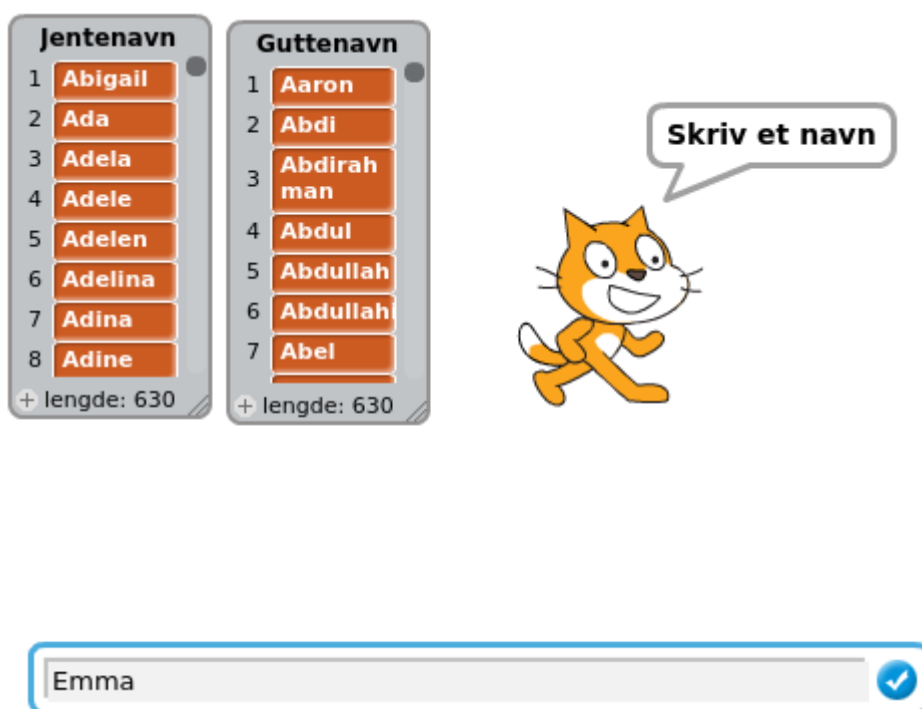 Jentenavn
1 Abigail
2 Ada
3 Adela
4 Adele
5 Adelen
6 Adelina
7 Adina
8 Adine
+ lengde: 630
Guttenavn
1 Aaron
2 Abdi
3 Abdirah
man
4 Abdul
5 Abdullah
6 Abdullahi
7 Abel
+ lengde: 630
Skriv et navn
Emma